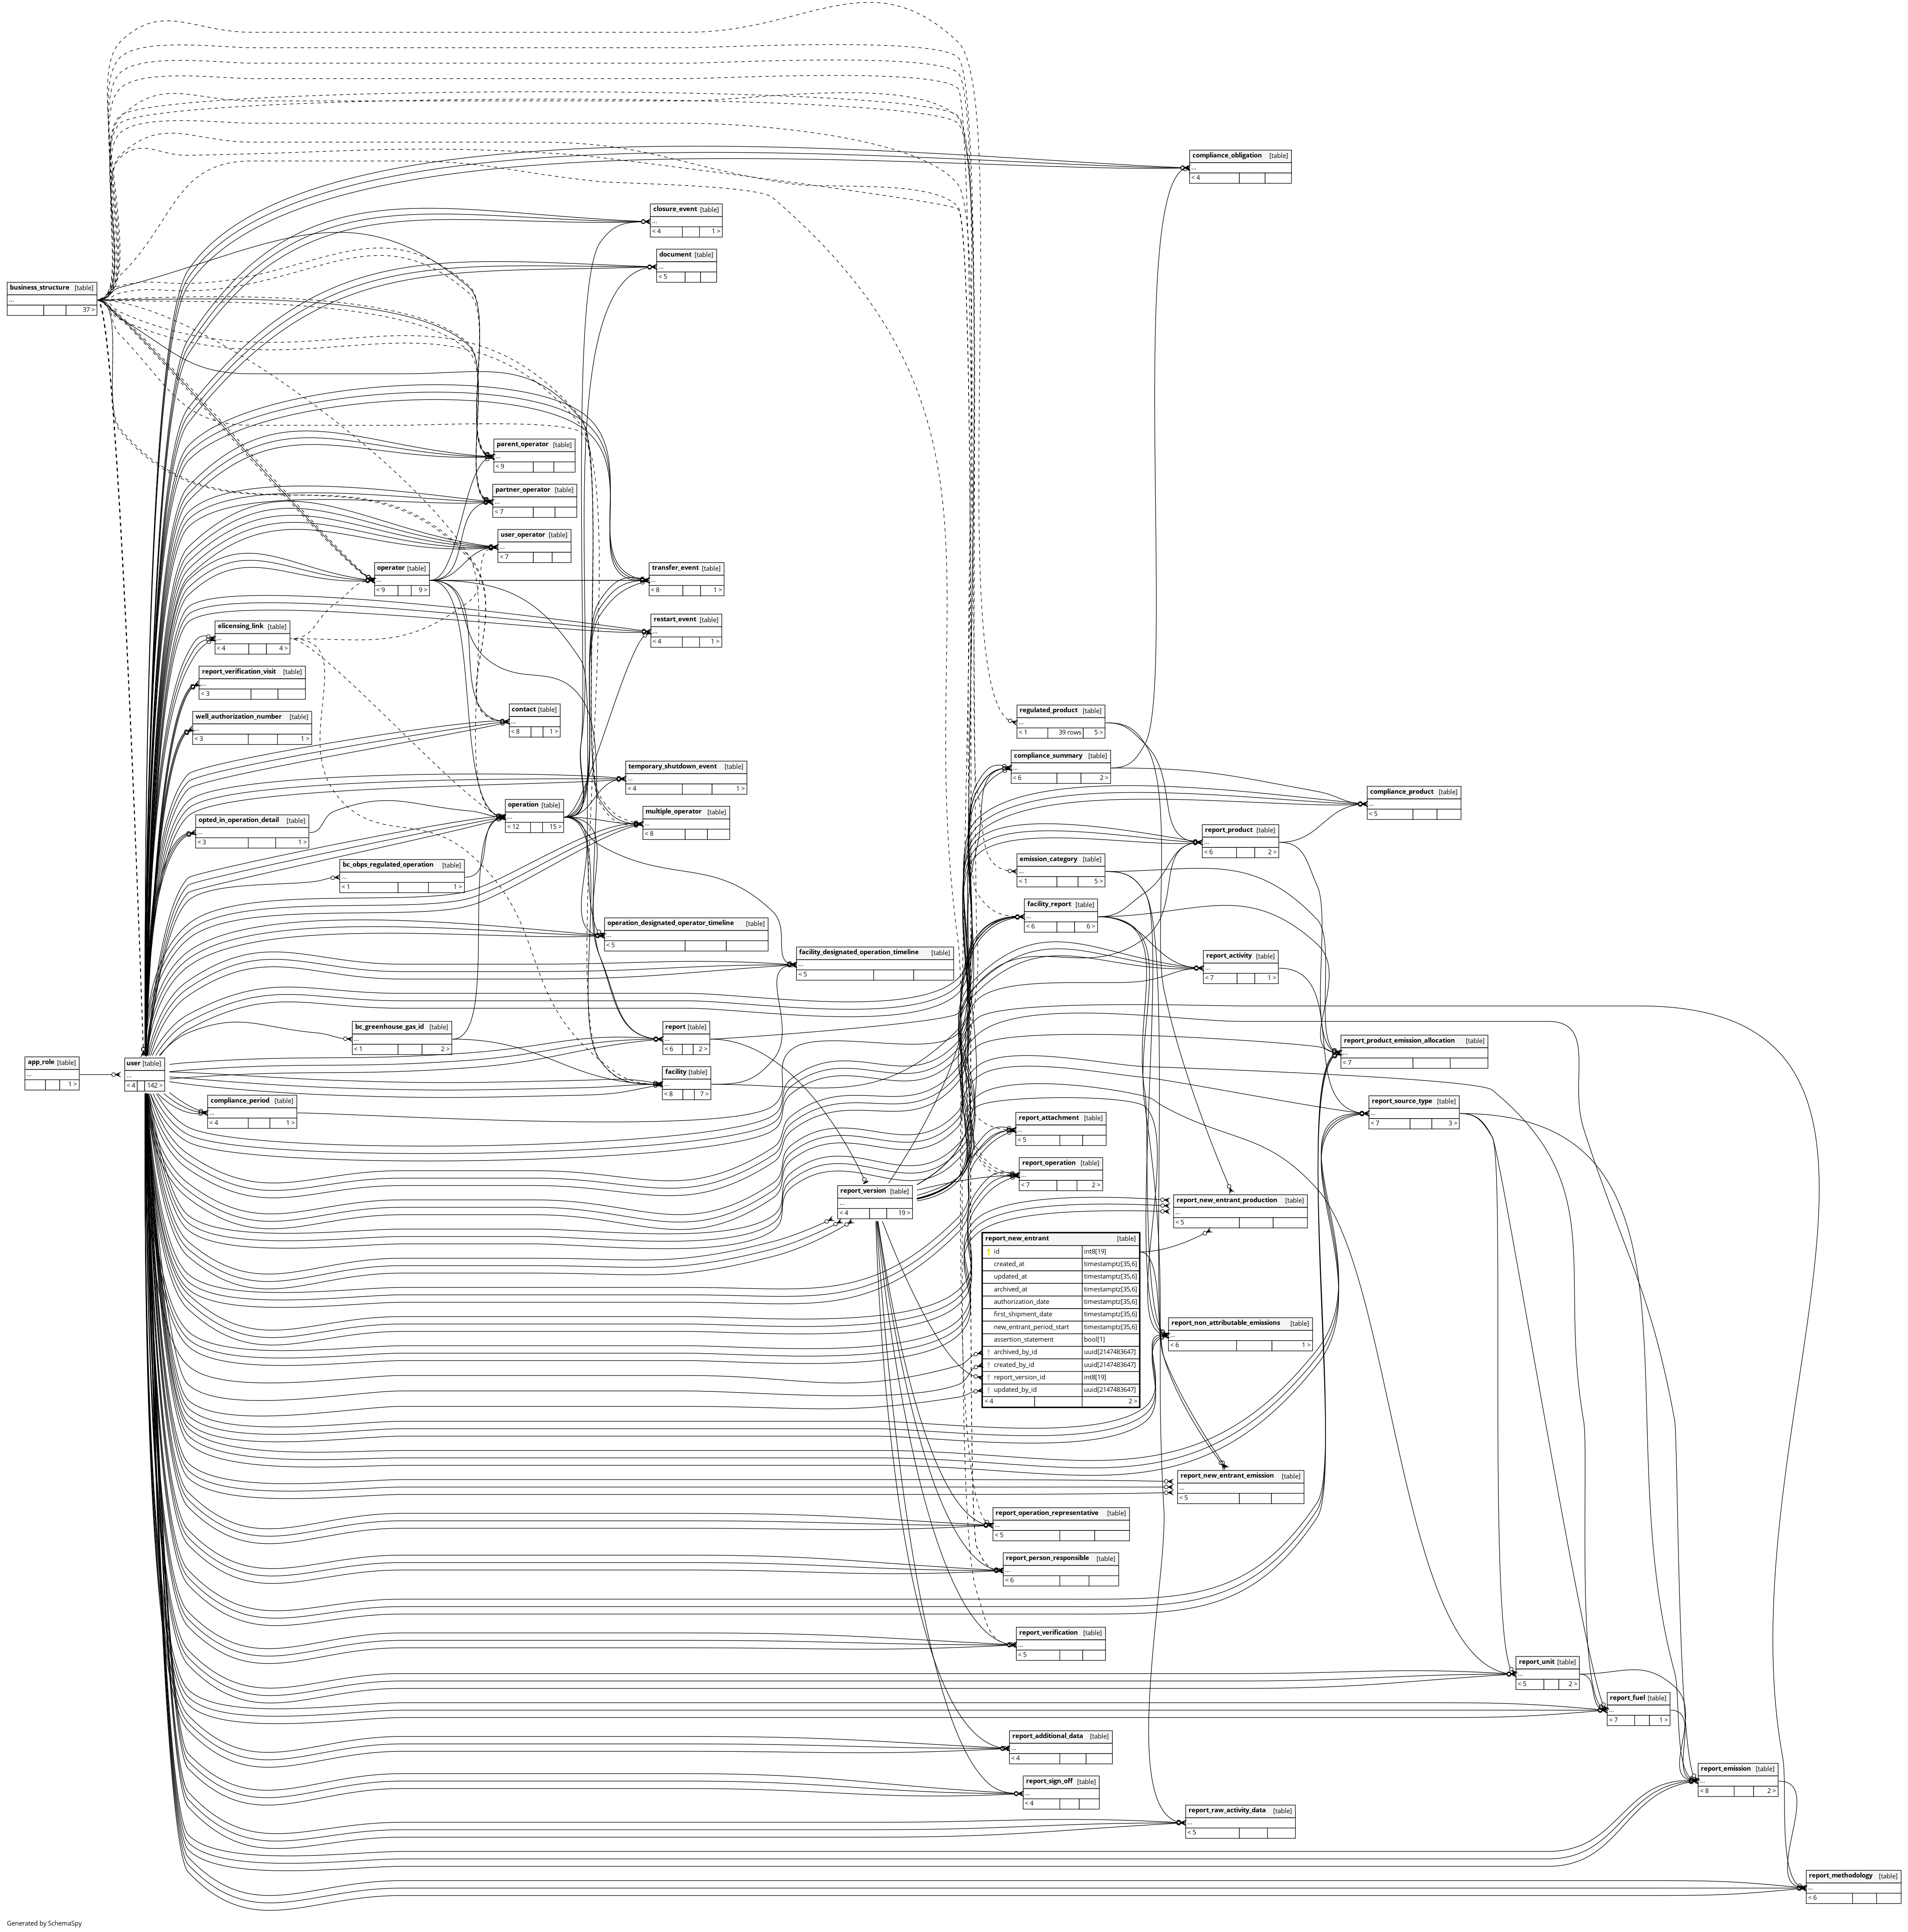 compliance_obligation [table]
...
< 4
closure_event [table]
...
< 4 1 >
document [table]
...
< 5
business_structure [table]
...
37 >
parent_operator [table]
...
< 9
partner_operator [table]
...
< 7
user_operator [table]
...
< 7
operator [table]
...
< 9 9 >
transfer_event [table]
...
< 8 1 >
restart_event [table]
...
< 4 1 >
elicensing_link [table]
...
< 4 4 >
report_verification_visit [table]
...
< 3
well_authorization_number [table]
...
< 3 1 >
contact [table]
...
< 8 1 >
regulated_product [table]
...
< 1 39 rows 5 >
compliance_summary [table]
...
< 6 2 >
temporary_shutdown_event [table]
...
< 4 1 >
compliance_product [table]
...
< 5
operation [table]
...
< 12 15 >
multiple_operator [table]
...
< 8
opted_in_operation_detail [table]
...
< 3 1 >
report_product [table]
...
< 6 2 >
bc_obps_regulated_operation [table]
...
< 1 1 >
emission_category [table]
...
< 1 5 >
facility_report [table]
...
< 6 6 >
operation_designated_operator_timeline [table]
...
< 5
facility_designated_operation_timeline [table]
...
< 5
report_activity [table]
...
< 7 1 >
bc_greenhouse_gas_id [table]
...
< 1 2 >
report [table]
...
< 6 2 >
report_product_emission_allocation [table]
...
< 7
app_role [table]
...
1 >
user [table]
...
< 4 142 >
facility [table]
...
< 8 7 >
compliance_period [table]
...
< 4 1 >
report_source_type [table]
...
< 7 3 >
report_attachment [table]
...
< 5
report_operation [table]
...
< 7 2 >
report_version [table]
...
< 4 19 >
report_new_entrant_production [table]
...
< 5
report_new_entrant [table]
id int8[19]
created_at timestamptz[35,6]
updated_at timestamptz[35,6]
archived_at timestamptz[35,6]
authorization_date timestamptz[35,6]
first_shipment_date timestamptz[35,6]
new_entrant_period_start timestamptz[35,6]
assertion_statement bool[1]
archived_by_id uuid[2147483647]
created_by_id uuid[2147483647]
report_version_id int8[19]
updated_by_id uuid[2147483647]
< 4 2 >
report_non_attributable_emissions [table]
...
< 6 1 >
report_new_entrant_emission [table]
...
< 5
report_operation_representative [table]
...
< 5
report_person_responsible [table]
...
< 6
report_verification [table]
...
< 5
report_unit [table]
...
< 5 2 >
report_fuel [table]
...
< 7 1 >
report_additional_data [table]
...
< 4
report_emission [table]
...
< 8 2 >
report_sign_off [table]
...
< 4
report_raw_activity_data [table]
...
< 5
report_methodology [table]
...
< 6
Generated by SchemaSpy